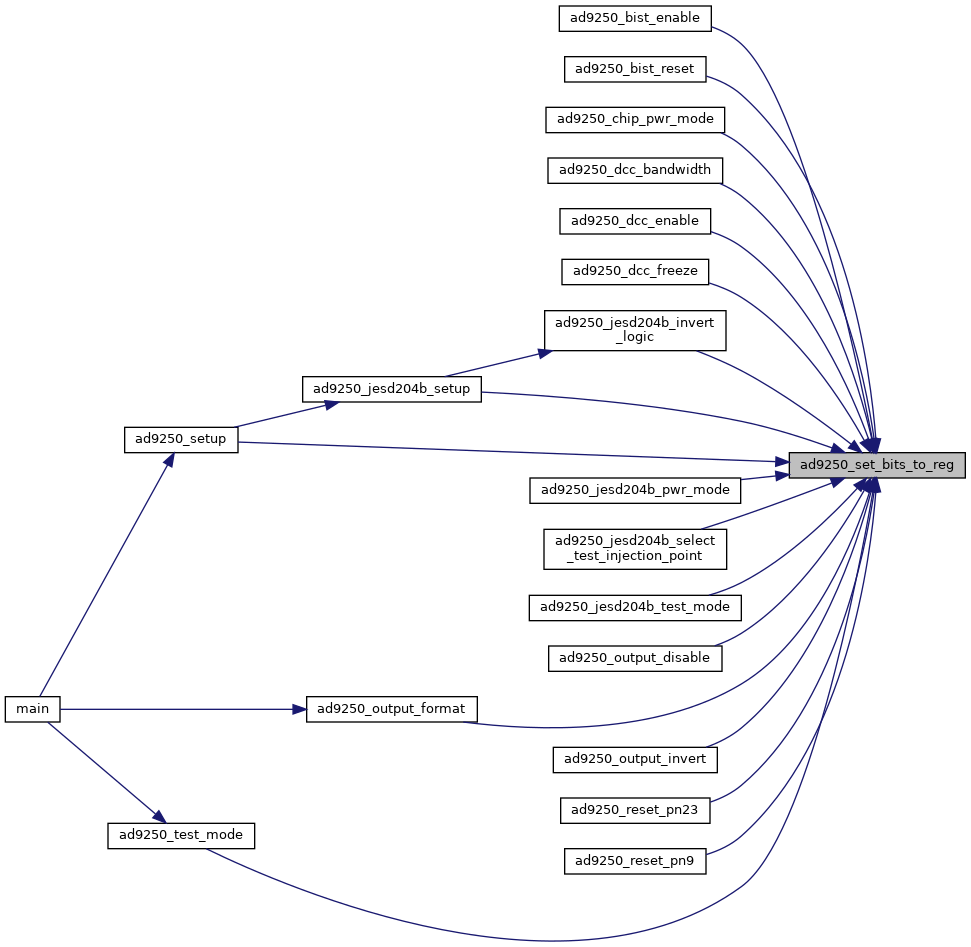 ad9250_bist_enable
ad9250_bist_reset
ad9250_chip_pwr_mode
ad9250_dcc_bandwidth
ad9250_dcc_enable
ad9250_dcc_freeze
ad9250_jesd204b_invert
_logic
ad9250_jesd204b_setup
ad9250_setup
ad9250_set_bits_to_reg
ad9250_jesd204b_pwr_mode
ad9250_jesd204b_select
_test_injection_point
ad9250_jesd204b_test_mode
ad9250_output_disable
main
ad9250_output_format
ad9250_output_invert
ad9250_reset_pn23
ad9250_test_mode
ad9250_reset_pn9